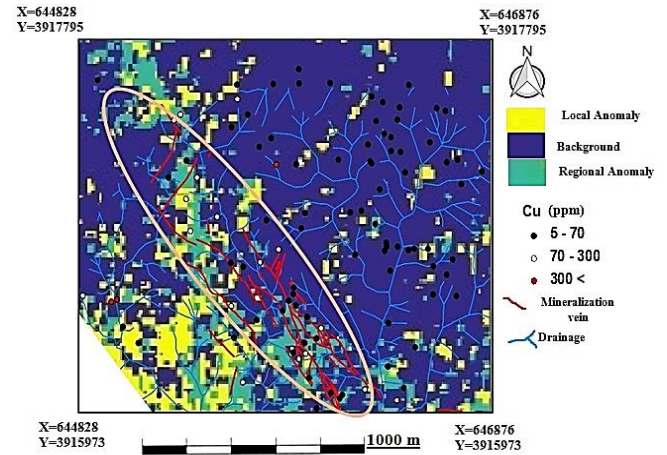 X=644828
Y=3917795
X=646876
Y=3917795
N
Local Anomaly
Background
Regional Anomaly
Cu (ppm)
5 - 70
70 - 300
300 <
Mineralization
vein
Drainage
X=644828
Y=3915973
1000 m
X=646876
Y=3915973